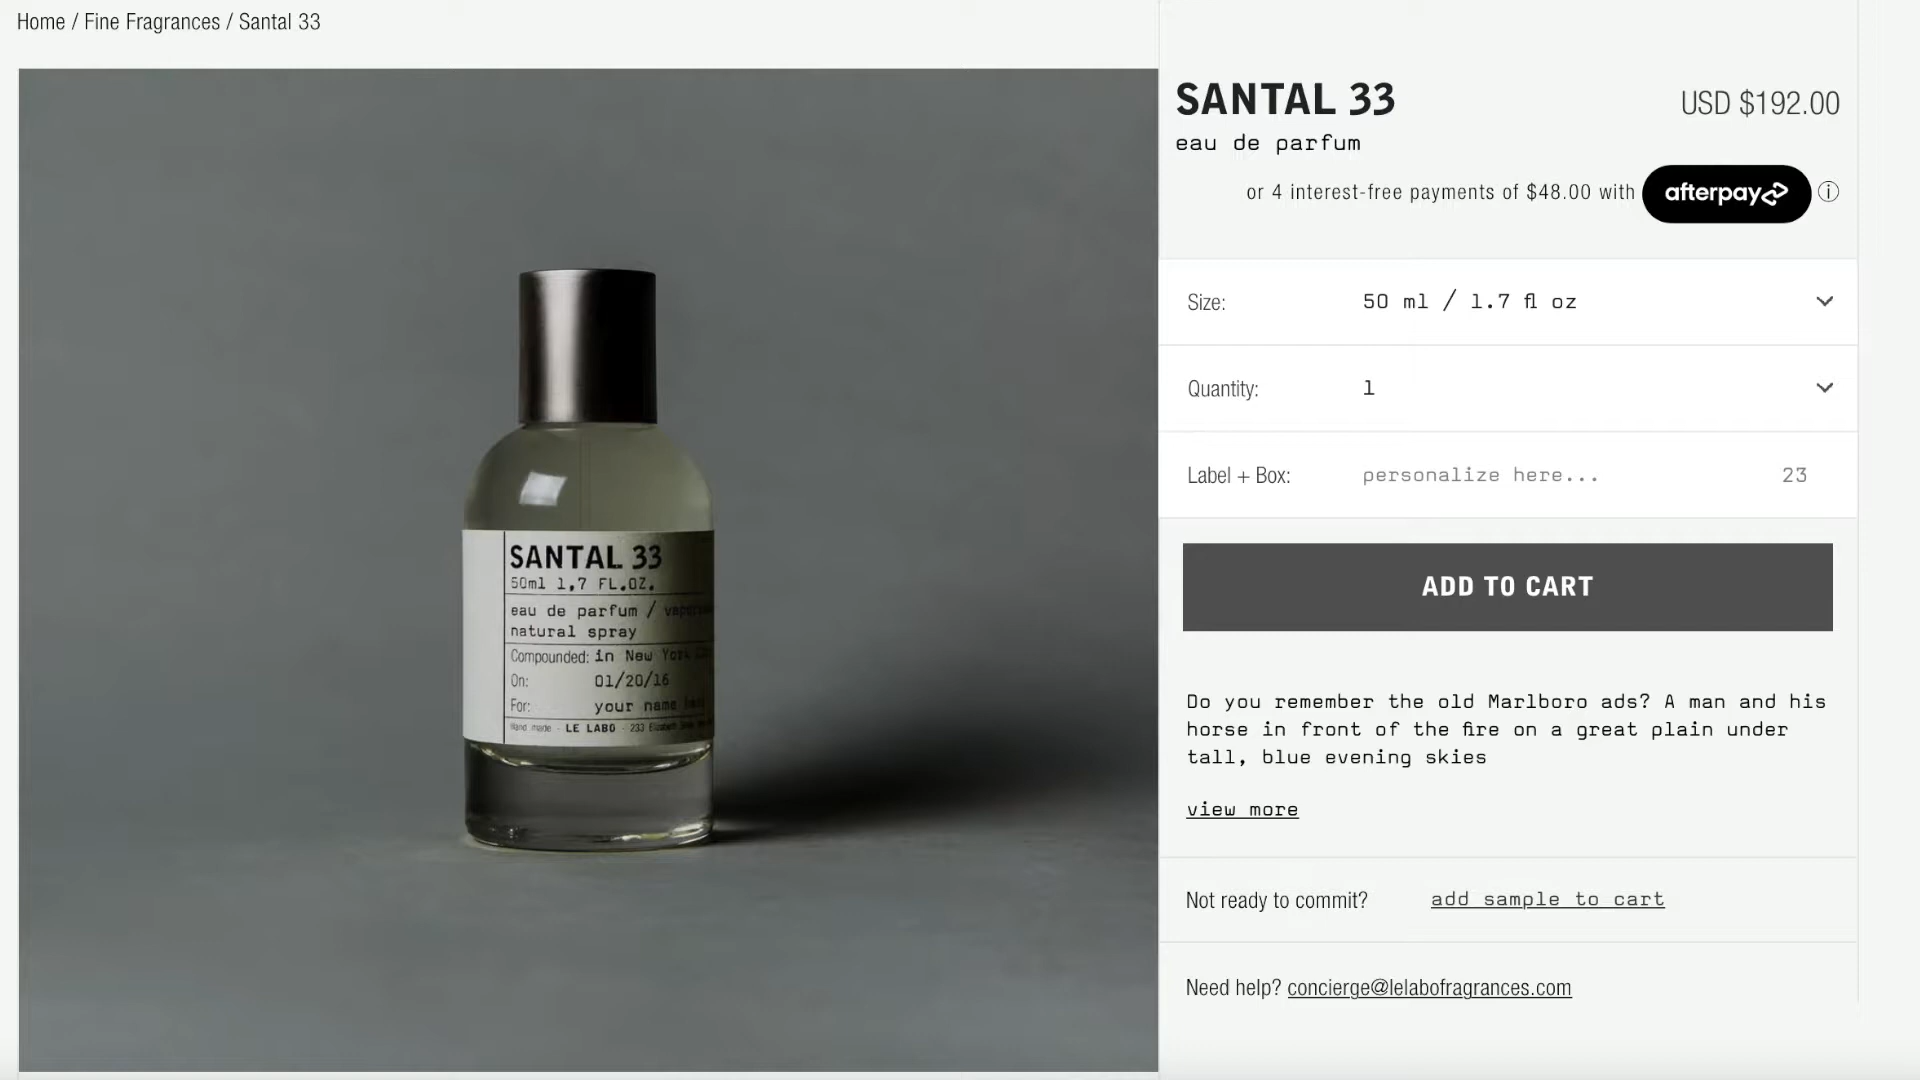 Home / Fine Fragrances / Santal 33
SANTAL 33
USD $192.00
eau de parfum
or 4 interest-free payments of $48.00 with afterpay
Size: 50 ml / 1.7 fl oz
Quantity: 1
Label + Box: personalize here... 23
ADD TO CART
Do you remember the old Marlboro ads? A man and his
horse in front of the fire on a great plain under
tall, blue evening skies
view more
Not ready to commit? add sample to cart
Need help? concierge@lelabofragrances.com
SANTAL 33
50ml 1,7 FL.OZ.
eau de parfum /
natural spray
Compounded: in New York
On: 01/20/16
For: your name
Hand made - LE LABO - 233